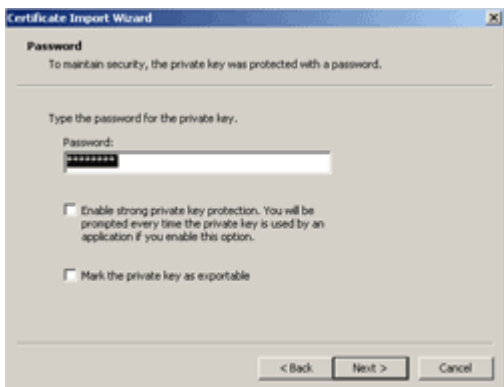 Certificate Import Wizard
Password
To maintain security, the private key was protected with a password.
Type the password for the private key.
Password:
********
Enable strong private key protection. You will
be prompted every time the private key is used by an
application if you enable this option.
Mark the private key as exportable
< Back
Next >
Cancel